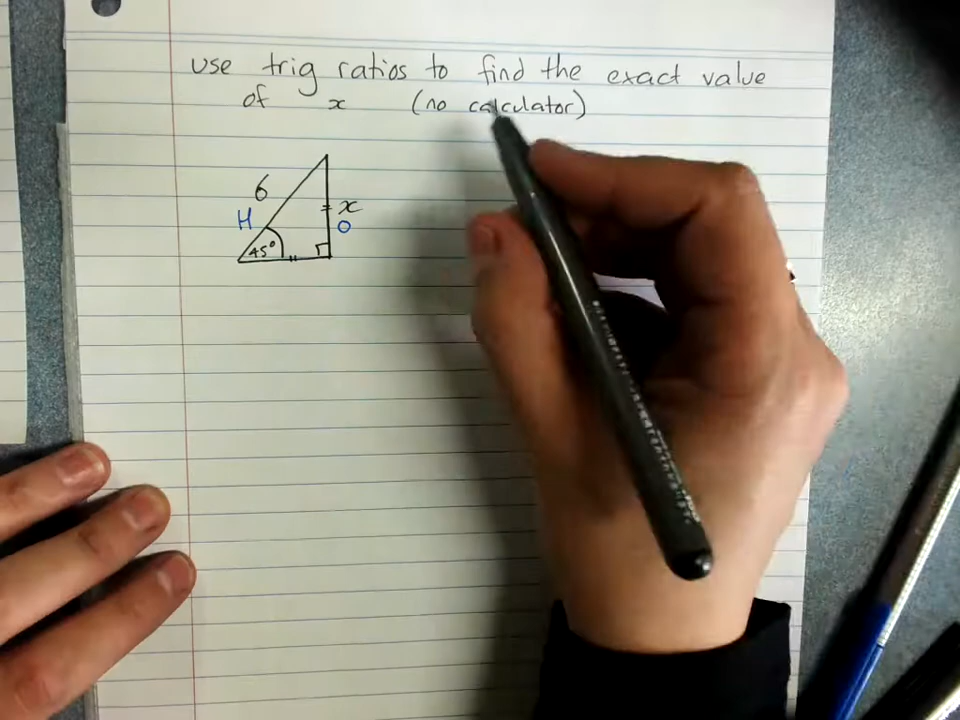 use trig ratios to find the exact value
of x (no calculator)
6
H
x
O
45°